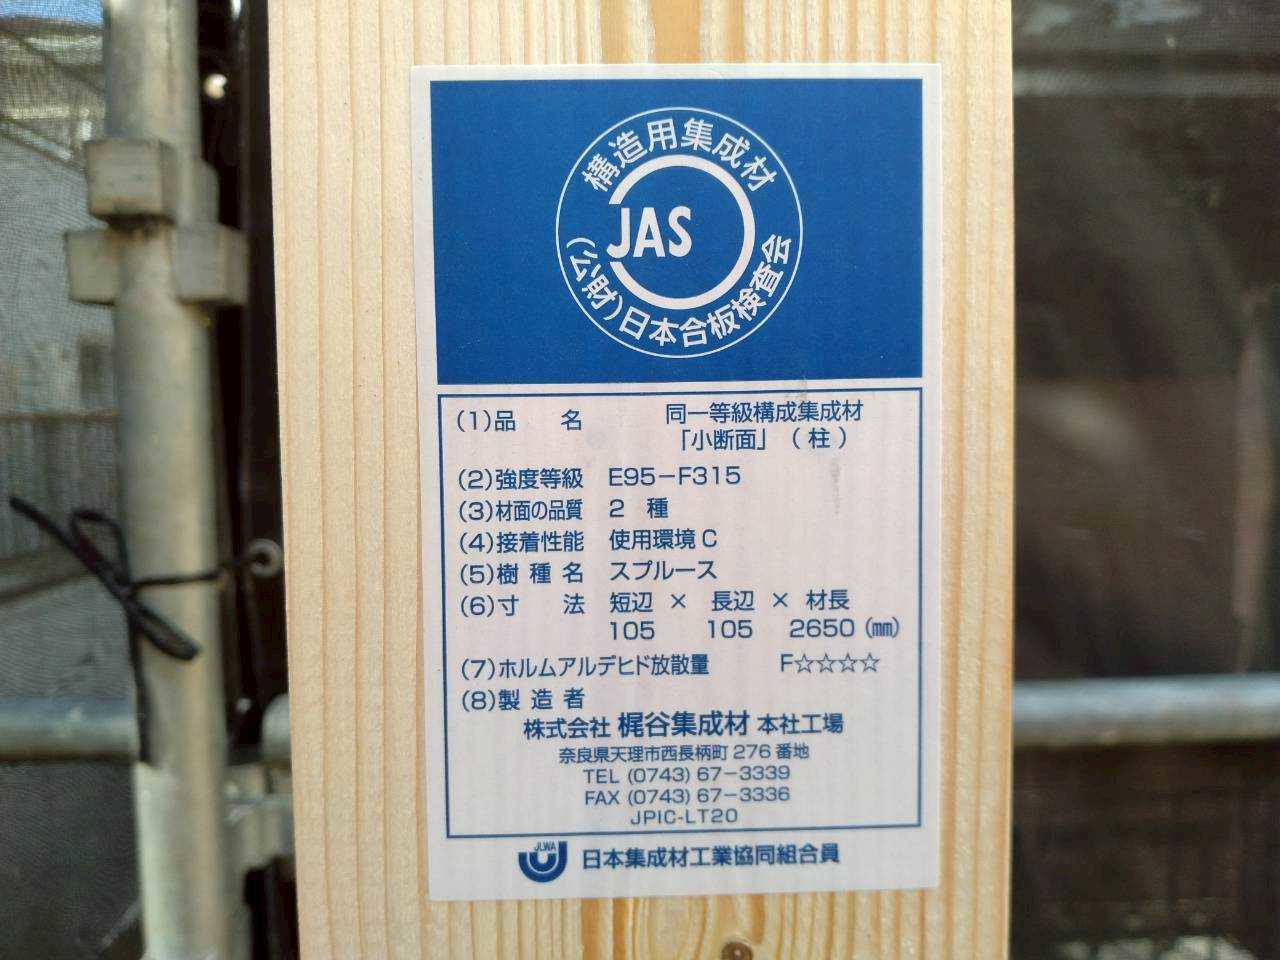 構造用集成材
JAS
(公財)日本合板検査会
(1)品 名 同一等級構成集成材
「小断面」(柱)
(2)強度等級 E95-F315
(3)材面の品質 2 種
(4)接着性能 使用環境C
(5)樹種名 スプルース
(6)寸 法 短辺 × 長辺 × 材長
105 105 2650(㎜)
(7)ホルムアルデヒド放散量 F☆☆☆☆
(8)製造者
株式会社 梶谷集成材 本社工場
奈良県天理市西長柄町276番地
TEL (0743) 67-3339
FAX (0743) 67-3336
JPIC-LT20
JLWA 日本集成材工業協同組合員